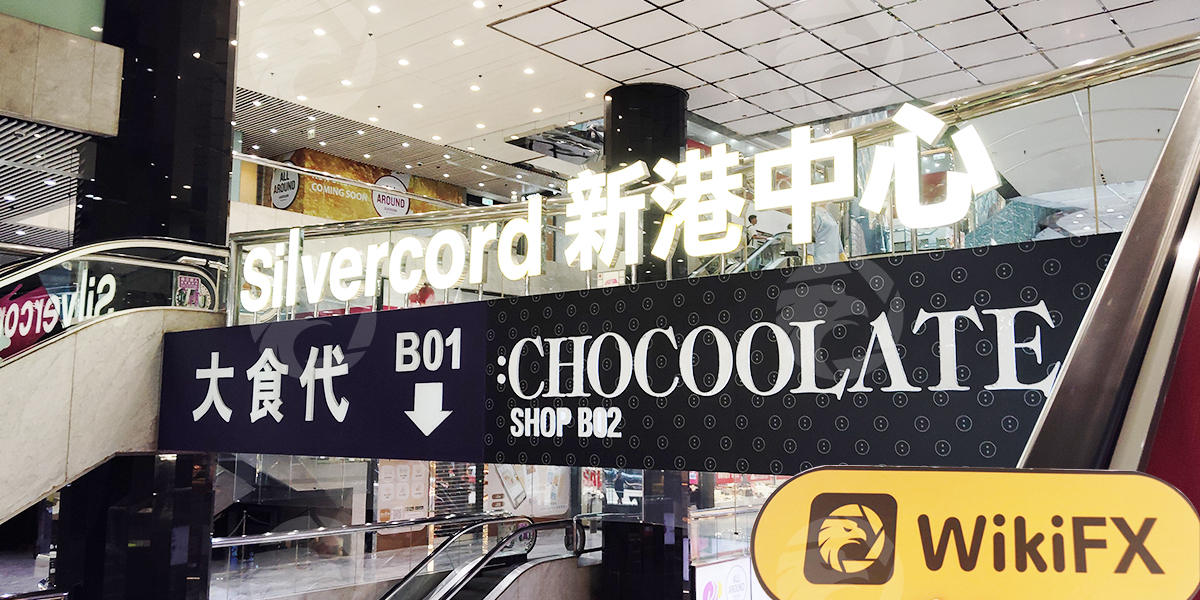 ALL
AROUND
COMING SOON
AROUND
Silvercord 新港中心
Silvercord
大食代
B01
:CHOCOOLATE
SHOP B02
WikiFX